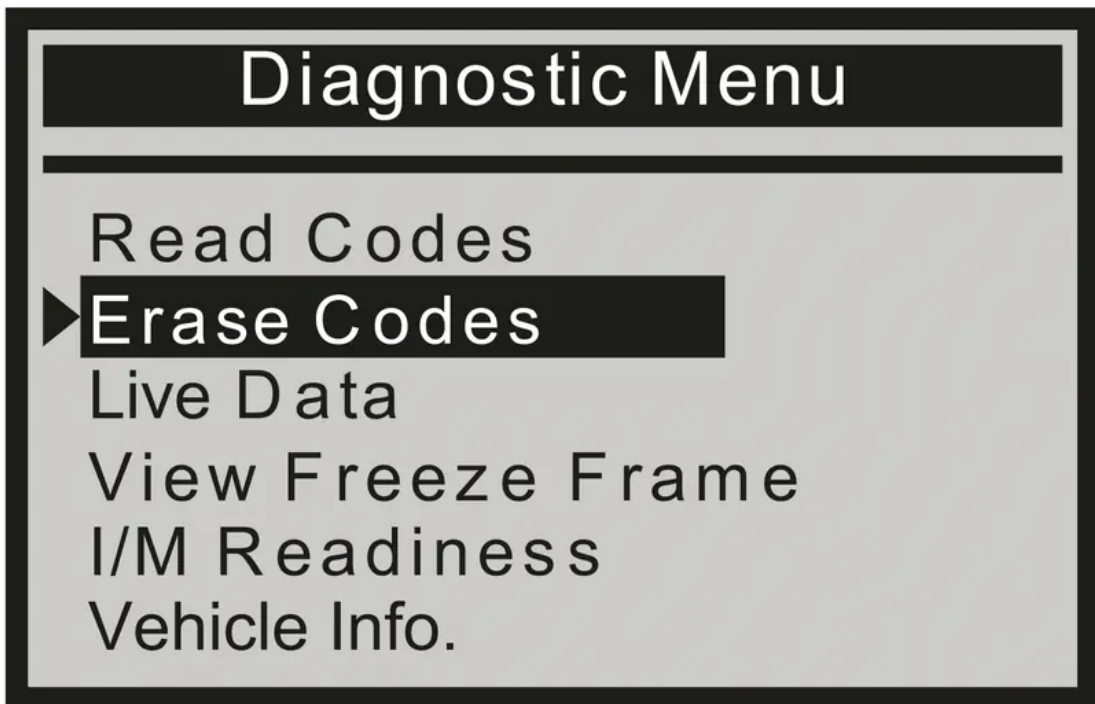 Diagnostic Menu
Read Codes
Erase Codes
Live Data
View Freeze Frame
I/M Readiness
Vehicle Info.